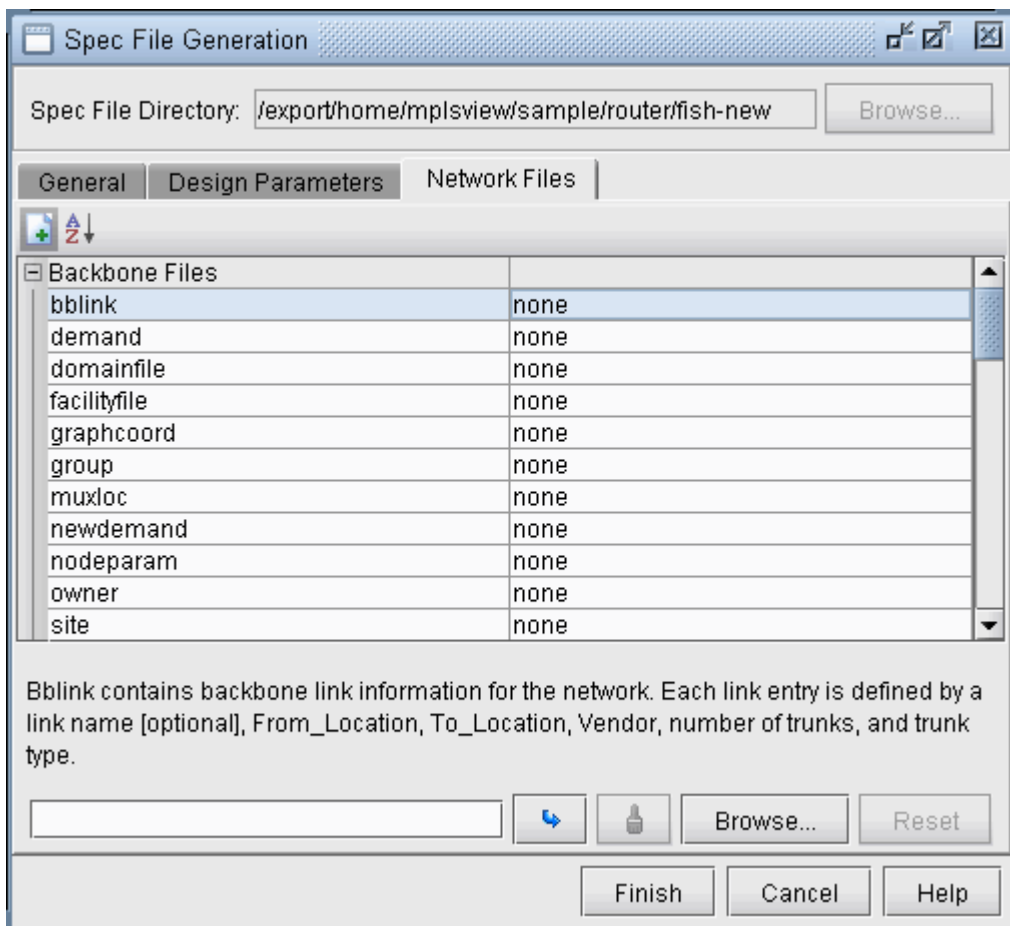 Spec File Generation
Spec File Directory: /export/home/mplsview/sample/router/fish-new Browse...
General Design Parameters Network Files
A Z
Backbone Files
bblink none
demand none
domainfile none
facilityfile none
graphcoord none
group none
muxloc none
newdemand none
nodeparam none
owner none
site none
Bblink contains backbone link information for the network. Each link entry is defined by a
link name [optional], From_Location, To_Location, Vendor, number of trunks, and trunk
type.
Browse... Reset
Finish Cancel Help